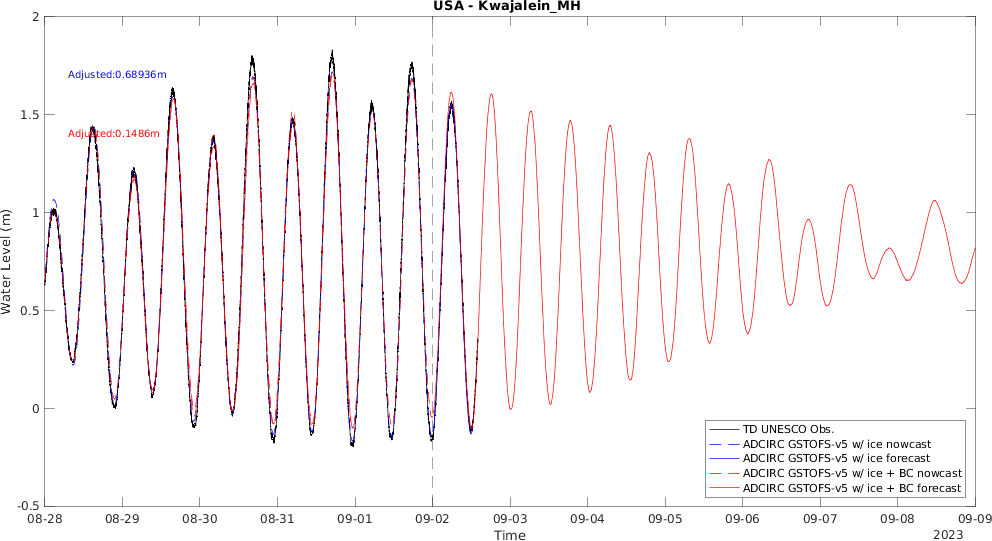 USA - Kwajalein_MH
2
1.5
1
0.5
0
-0.5
Water Level (m)
Adjusted:0.68936m
Adjusted:0.1486m
TD UNESCO Obs.
ADCIRC GSTOFS-v5 w/ ice nowcast
ADCIRC GSTOFS-v5 w/ ice forecast
ADCIRC GSTOFS-v5 w/ ice + BC nowcast
ADCIRC GSTOFS-v5 w/ ice + BC forecast
08-28 08-29 08-30 08-31 09-01 09-02 09-03 09-04 09-05 09-06 09-07 09-08 09-09
Time
2023